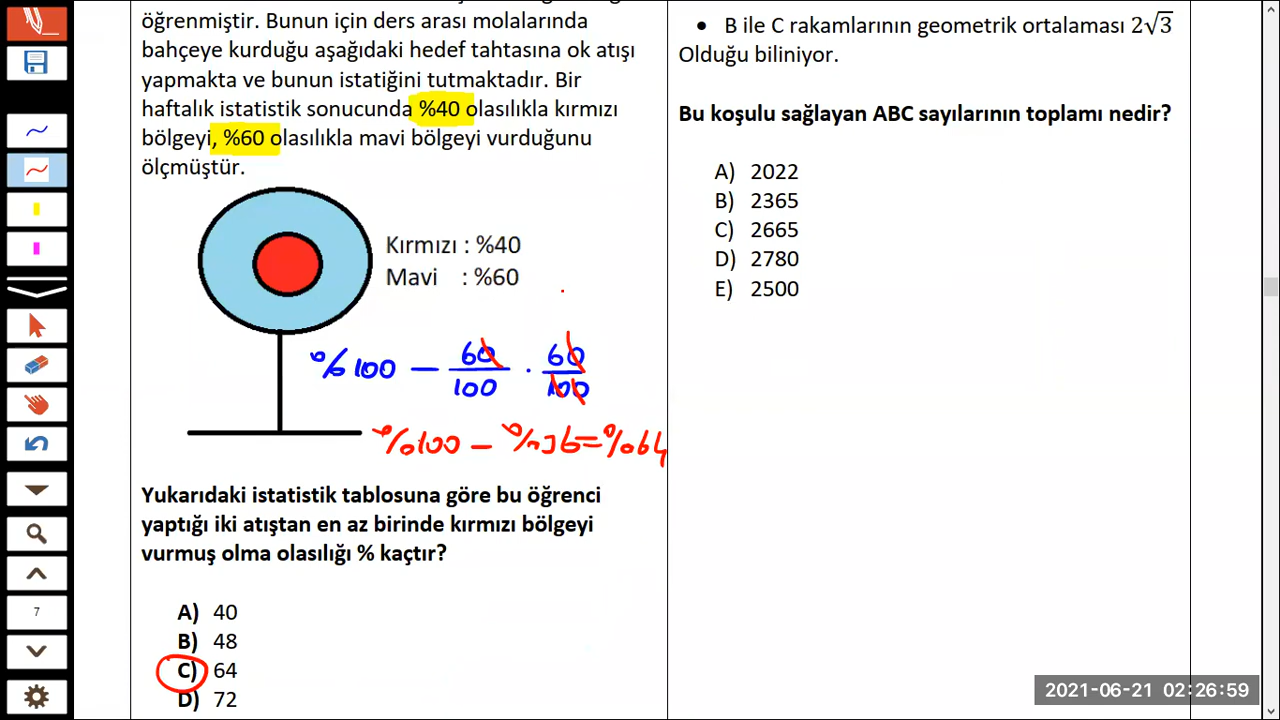 öğrenmiştir. Bunun için ders arası molalarında
bahçeye kurduğu aşağıdaki hedef tahtasına ok atışı
yapmakta ve bunun istatiğini tutmaktadır. Bir
haftalık istatistik sonucunda %40 olasılıkla kırmızı
bölgeyi, %60 olasılıkla mavi bölgeyi vurduğunu
ölçmüştür.
Kırmızı : %40
Mavi : %60
%100 − 60/100 · 60/100
%100 − %36 = %64
Yukarıdaki istatistik tablosuna göre bu öğrenci
yaptığı iki atıştan en az birinde kırmızı bölgeyi
vurmuş olma olasılığı % kaçtır?
A) 40
B) 48
C) 64
D) 72
• B ile C rakamlarının geometrik ortalaması 2√3
Olduğu biliniyor.
Bu koşulu sağlayan ABC sayılarının toplamı nedir?
A) 2022
B) 2365
C) 2665
D) 2780
E) 2500
7
2021-06-21 02:26:59